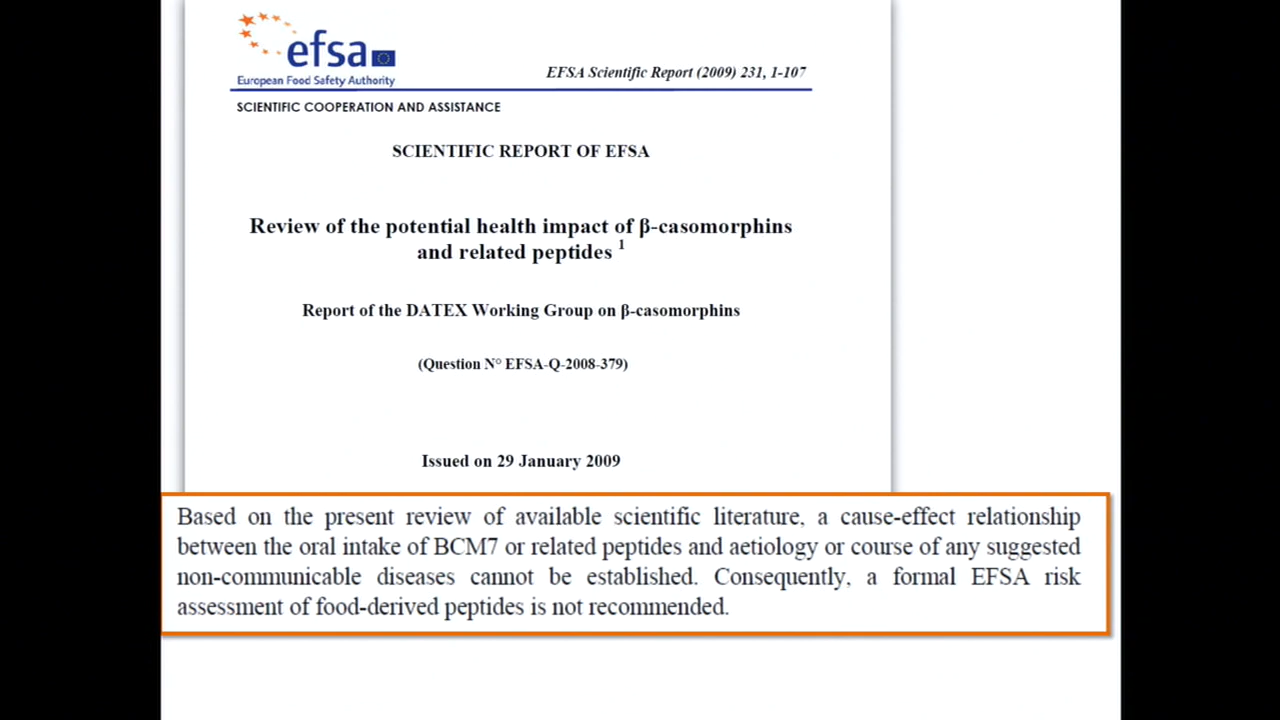 efsa
European Food Safety Authority
EFSA Scientific Report (2009) 231, 1-107
SCIENTIFIC COOPERATION AND ASSISTANCE
SCIENTIFIC REPORT OF EFSA
Review of the potential health impact of β-casomorphins
and related peptides 1
Report of the DATEX Working Group on β-casomorphins
(Question N° EFSA-Q-2008-379)
Issued on 29 January 2009
Based on the present review of available scientific literature, a cause-effect relationship
between the oral intake of BCM7 or related peptides and aetiology or course of any suggested
non-communicable diseases cannot be established. Consequently, a formal EFSA risk
assessment of food-derived peptides is not recommended.